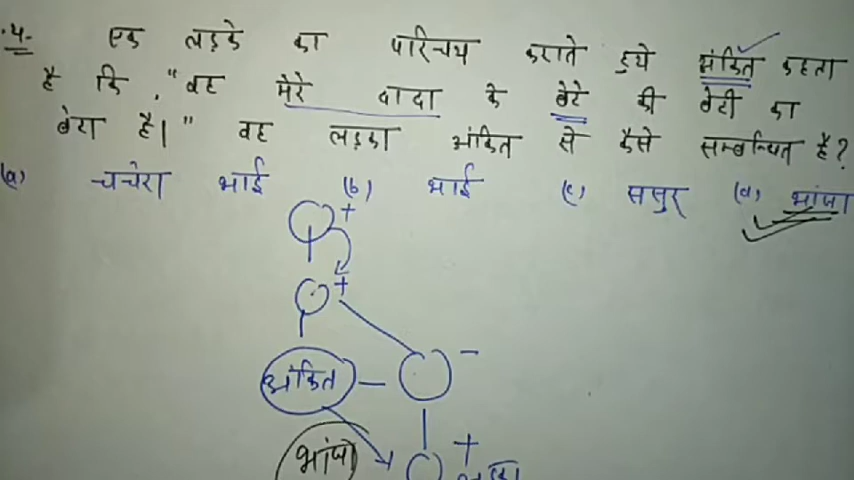 ·4- एक लड़के का परिचय कराते हुये अंकित कहता
है कि, "वह मेरे दादा के बेटे की बेटी का
बेटा है।" वह लड़का अंकित से कैसे सम्बन्धित है?
(a) चचेरा भाई (b) भाई (c) ससुर (d) भांजा
+
+
अंकित – −
भांजा +